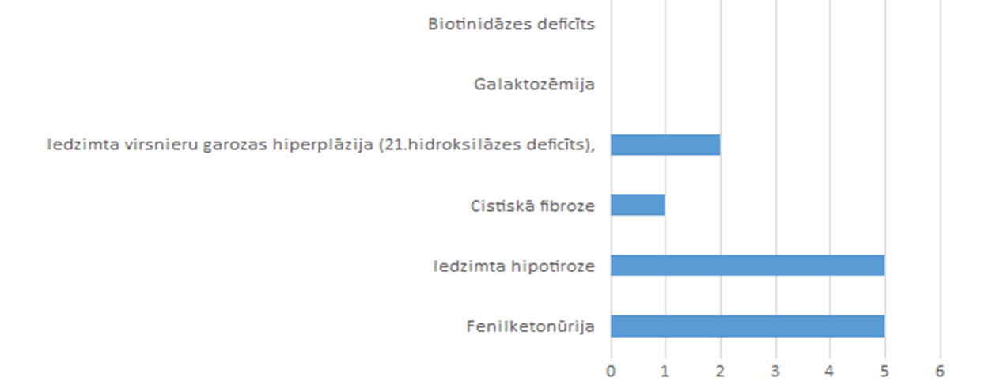 Biotinidāzes deficīts
Galaktozēmija
Iedzimta virsnieru garozas hiperplāzija (21.hidroksilāzes deficīts),
Cistiskā fibroze
Iedzimta hipotiroze
Fenilketonūrija
0 1 2 3 4 5 6